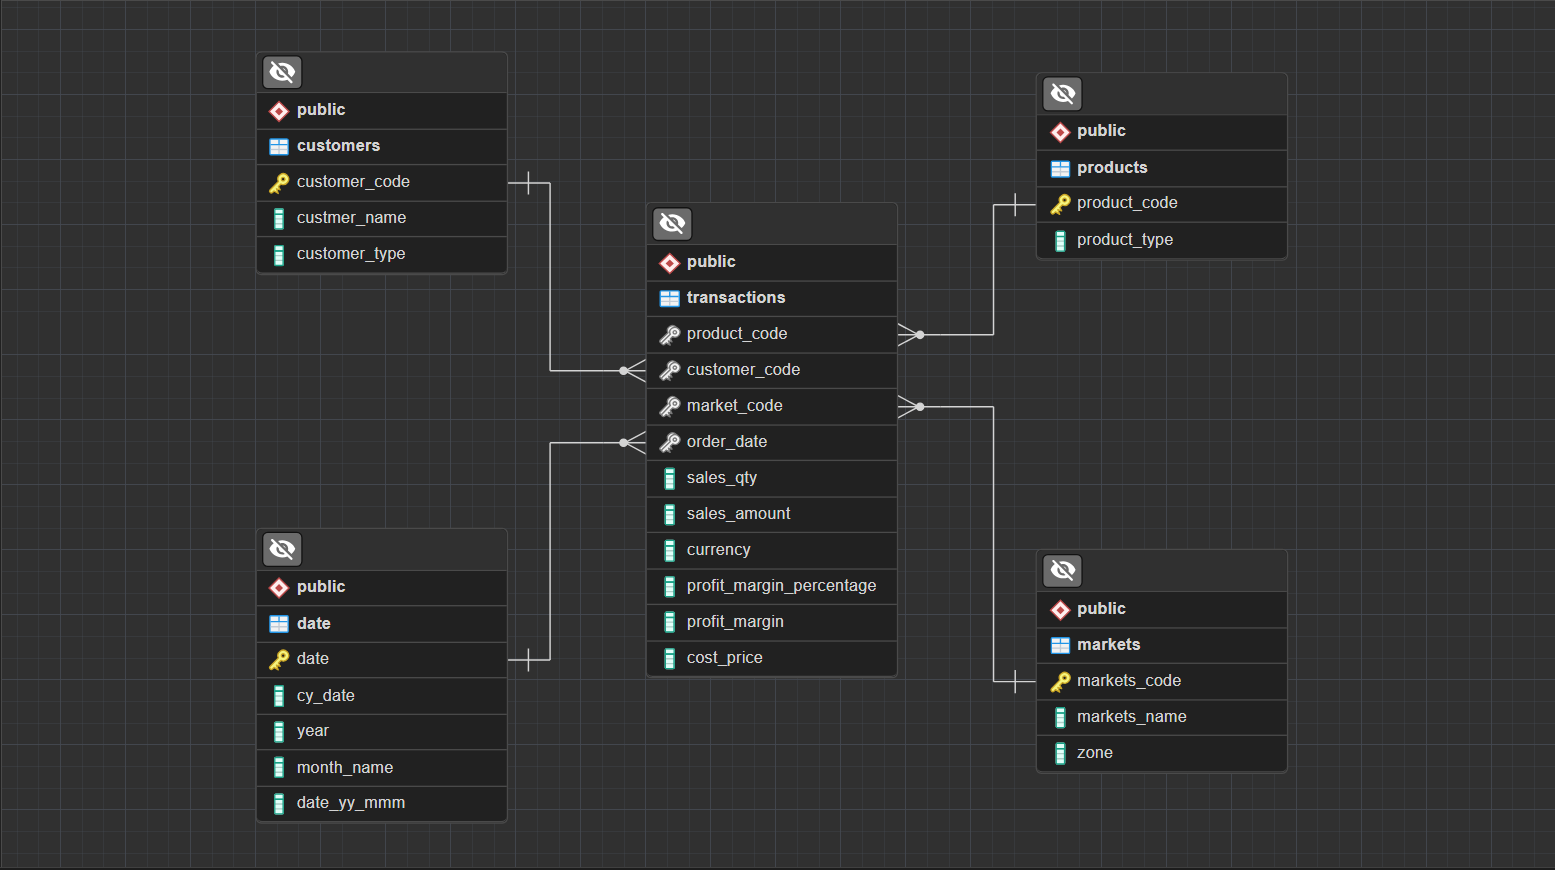 public
customers
customer_code
custmer_name
customer_type
public
products
product_code
product_type
public
transactions
product_code
customer_code
market_code
order_date
sales_qty
sales_amount
currency
profit_margin_percentage
profit_margin
cost_price
public
date
date
cy_date
year
month_name
date_yy_mmm
public
markets
markets_code
markets_name
zone